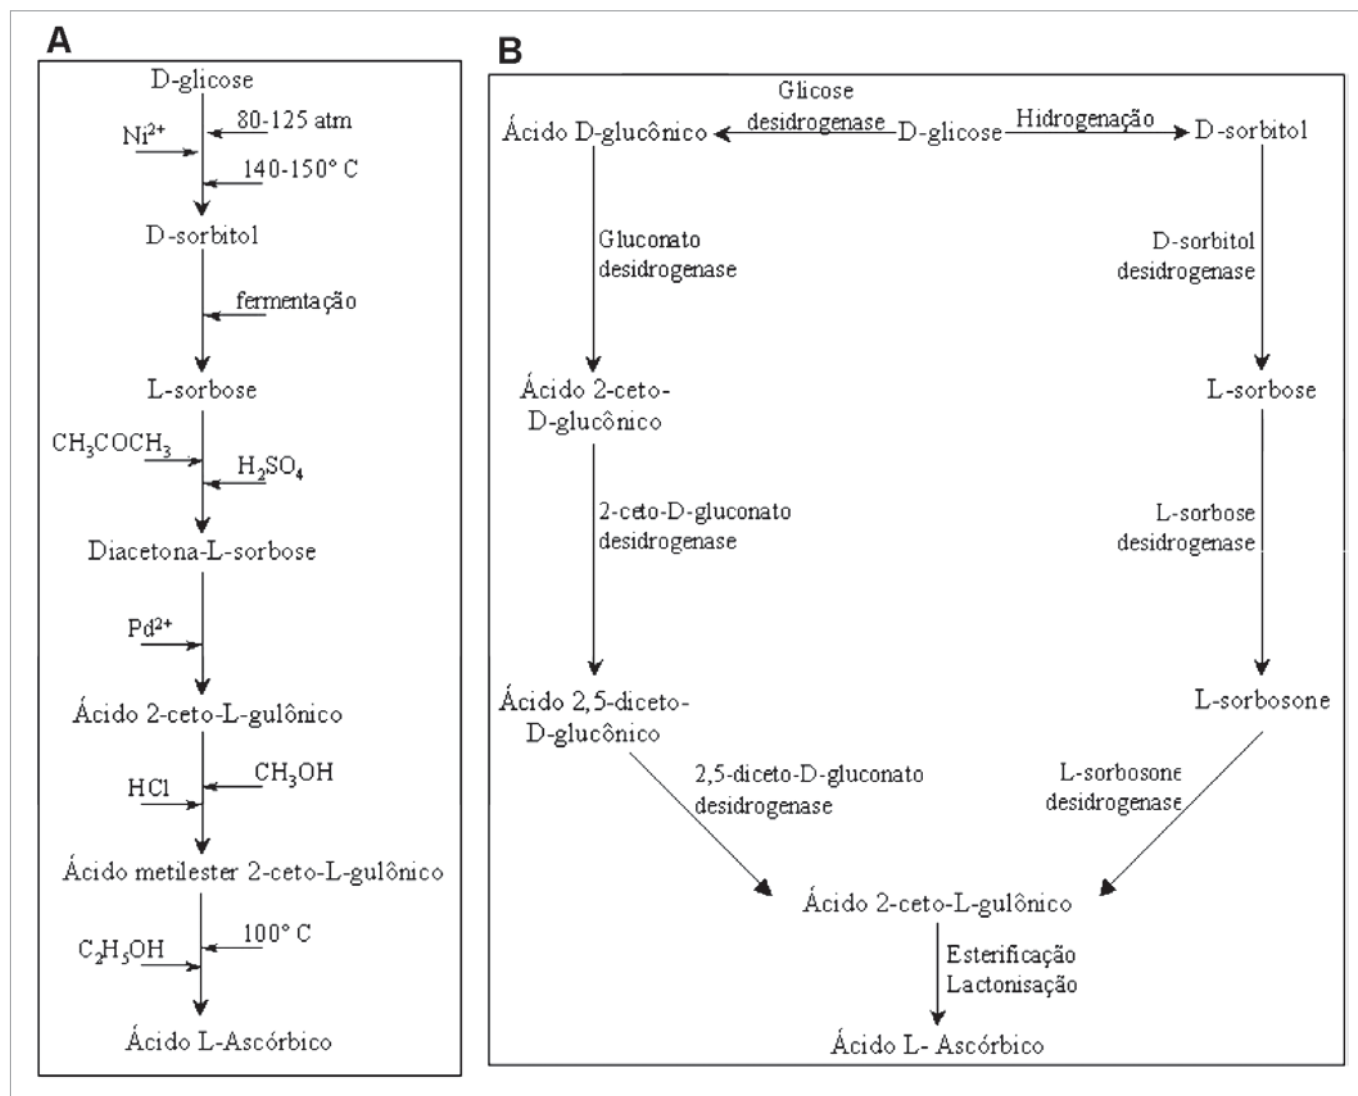 A
D-glicose
80-125 atm
Ni²⁺
140-150° C
D-sorbitol
fermentação
L-sorbose
CH₃COCH₃
H₂SO₄
Diacetona-L-sorbose
Pd²⁺
Ácido 2-ceto-L-gulônico
CH₃OH
HCl
Ácido metilester 2-ceto-L-gulônico
100° C
C₂H₅OH
Ácido L-Ascórbico
B
Glicose
desidrogenase
Ácido D-glucônico
D-glicose
Hidrogenação
D-sorbitol
Gluconato
desidrogenase
D-sorbitol
desidrogenase
Ácido 2-ceto-
D-glucônico
L-sorbose
2-ceto-D-gluconato
desidrogenase
L-sorbose
desidrogenase
Ácido 2,5-diceto-
D-glucônico
L-sorbosone
2,5-diceto-D-gluconato
desidrogenase
L-sorbosone
desidrogenase
Ácido 2-ceto-L-gulônico
Esterificação
Lactonisação
Ácido L- Ascórbico